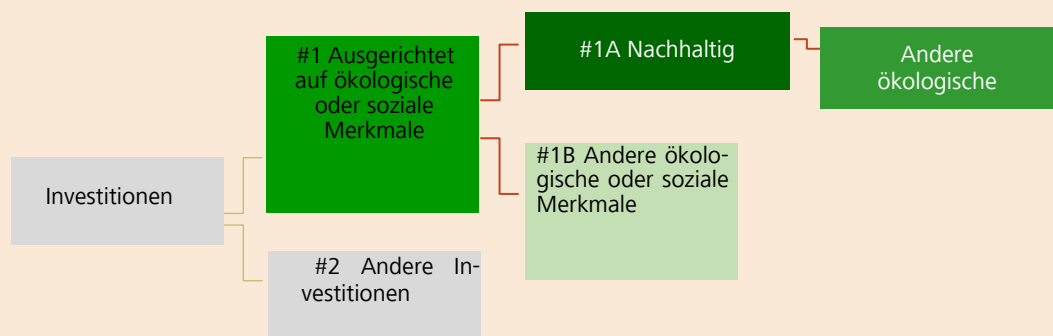 #1 Ausgerichtet
auf ökologische
oder soziale
Merkmale
#1A Nachhaltig
Andere
ökologische
#1B Andere ökolo-
gische oder soziale
Merkmale
Investitionen
#2 Andere In-
vestitionen